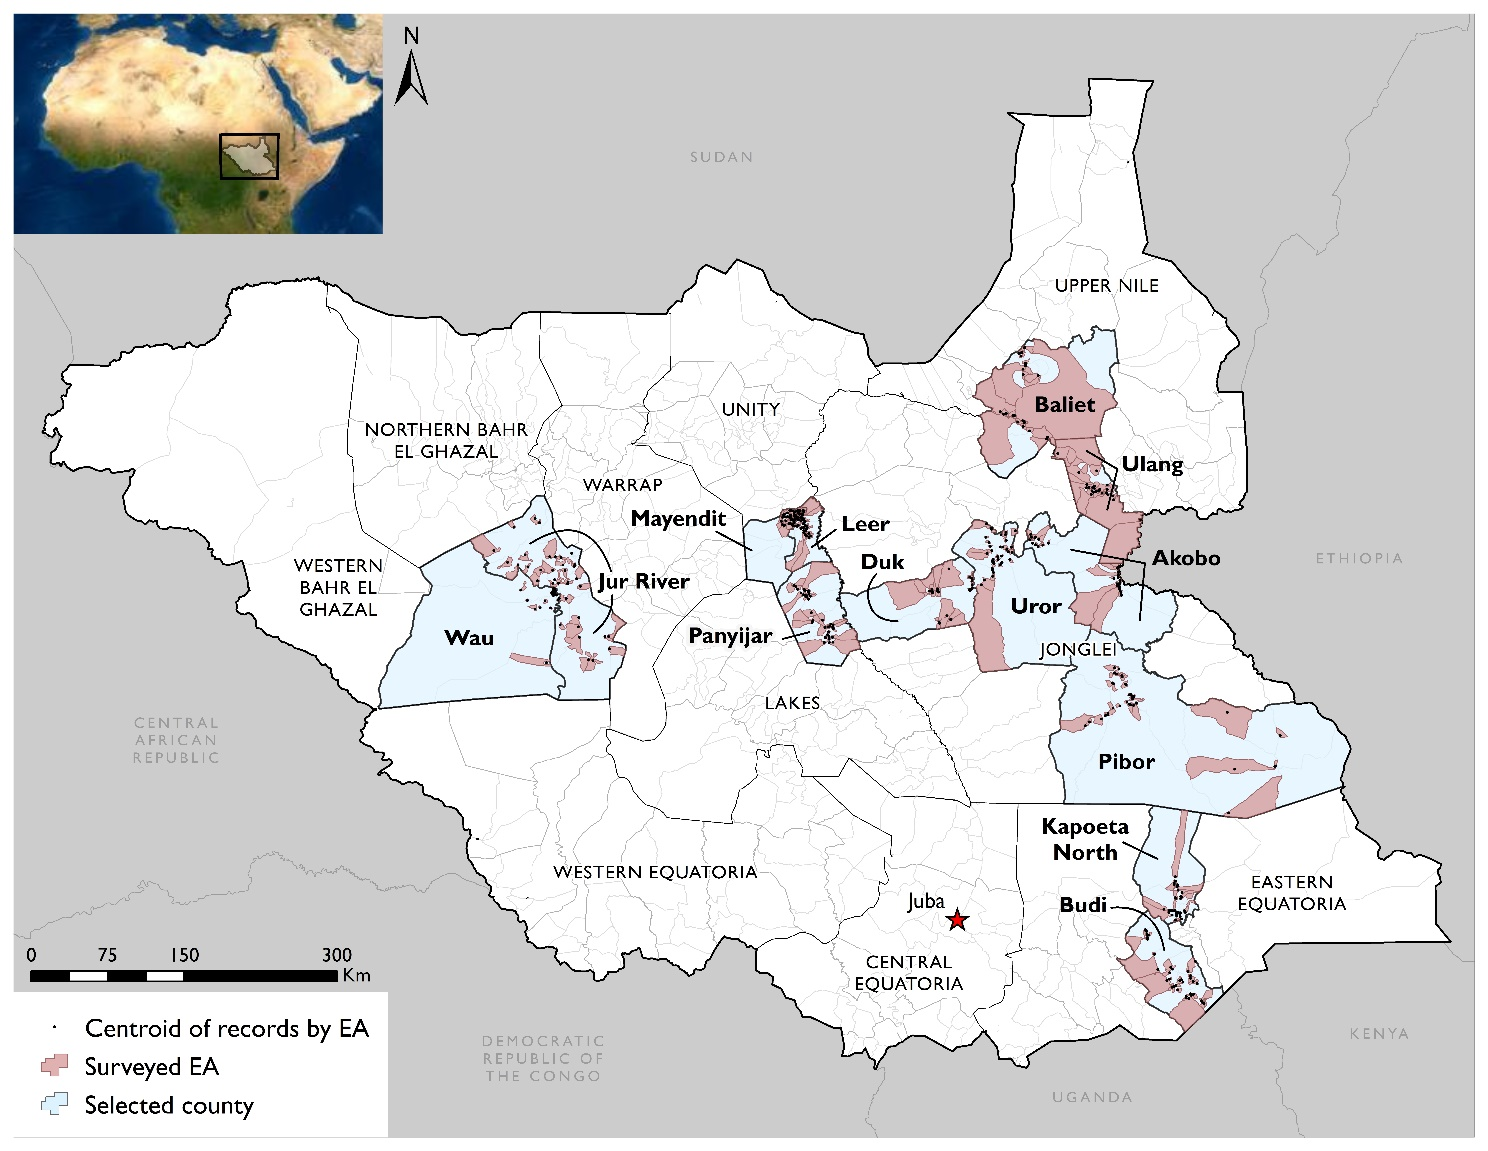 N
SUDAN
UPPER NILE
Baliet
UNITY
NORTHERN BAHR
EL GHAZAL
Ulang
WARRAP
Mayendit
Leer
ETHIOPIA
Duk
Akobo
WESTERN
BAHR EL
GHAZAL
Jur River
Uror
Wau
Panyijar
JONGLEI
LAKES
CENTRAL
AFRICAN
REPUBLIC
Pibor
Kapoeta
North
WESTERN EQUATORIA
EASTERN
EQUATORIA
Juba
Budi
0 75 150 300
Km
CENTRAL
EQUATORIA
Centroid of records by EA
Surveyed EA
Selected county
DEMOCRATIC
REPUBLIC OF
THE CONGO
KENYA
UGANDA